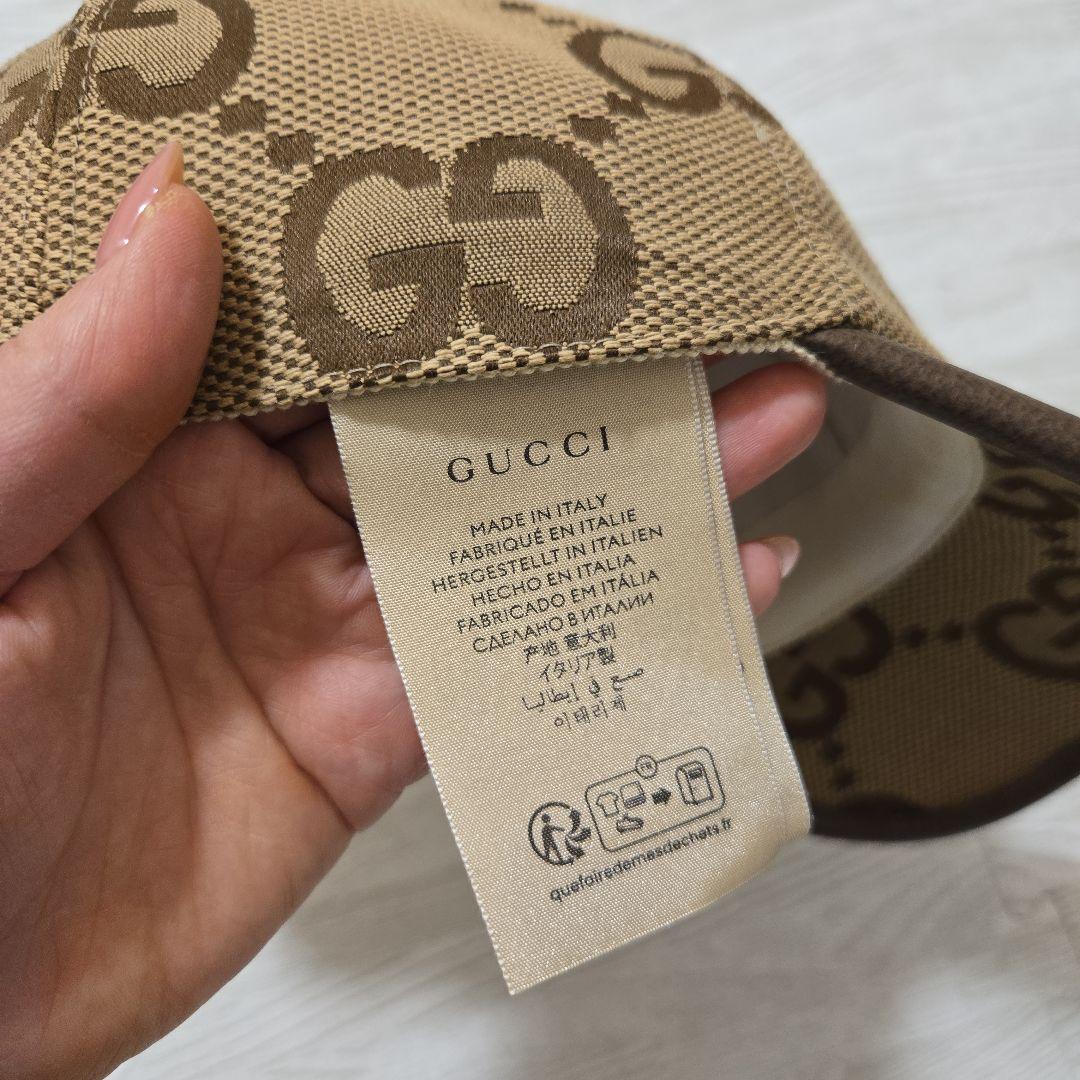 GUCCI
MADE IN ITALY
FABRIQUÉ EN ITALIE
HERGESTELLT IN ITALIEN
HECHO EN ITALIA
FABRICADO EM ITÁLIA
СДЕЛАНО В ИТАЛИИ
产地 意大利
イタリア製
صنع في إيطاليا
이태리제
FR
quefairedemesdechets.fr